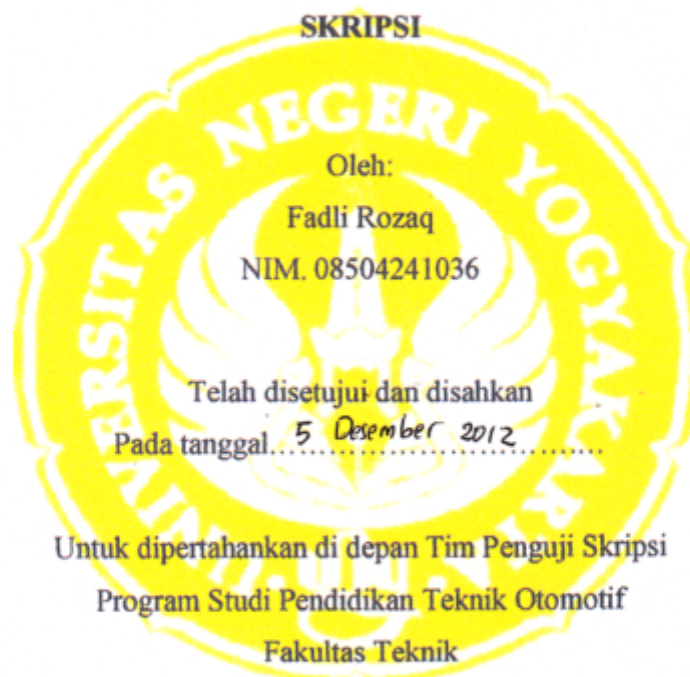 SKRIPSI
UNIVERSITAS NEGERI YOGYAKARTA
Oleh:
Fadli Rozaq
NIM. 08504241036
Telah disetujui dan disahkan
Pada tanggal...5 Desember 2012..............
Untuk dipertahankan di depan Tim Penguji Skripsi
Program Studi Pendidikan Teknik Otomotif
Fakultas Teknik